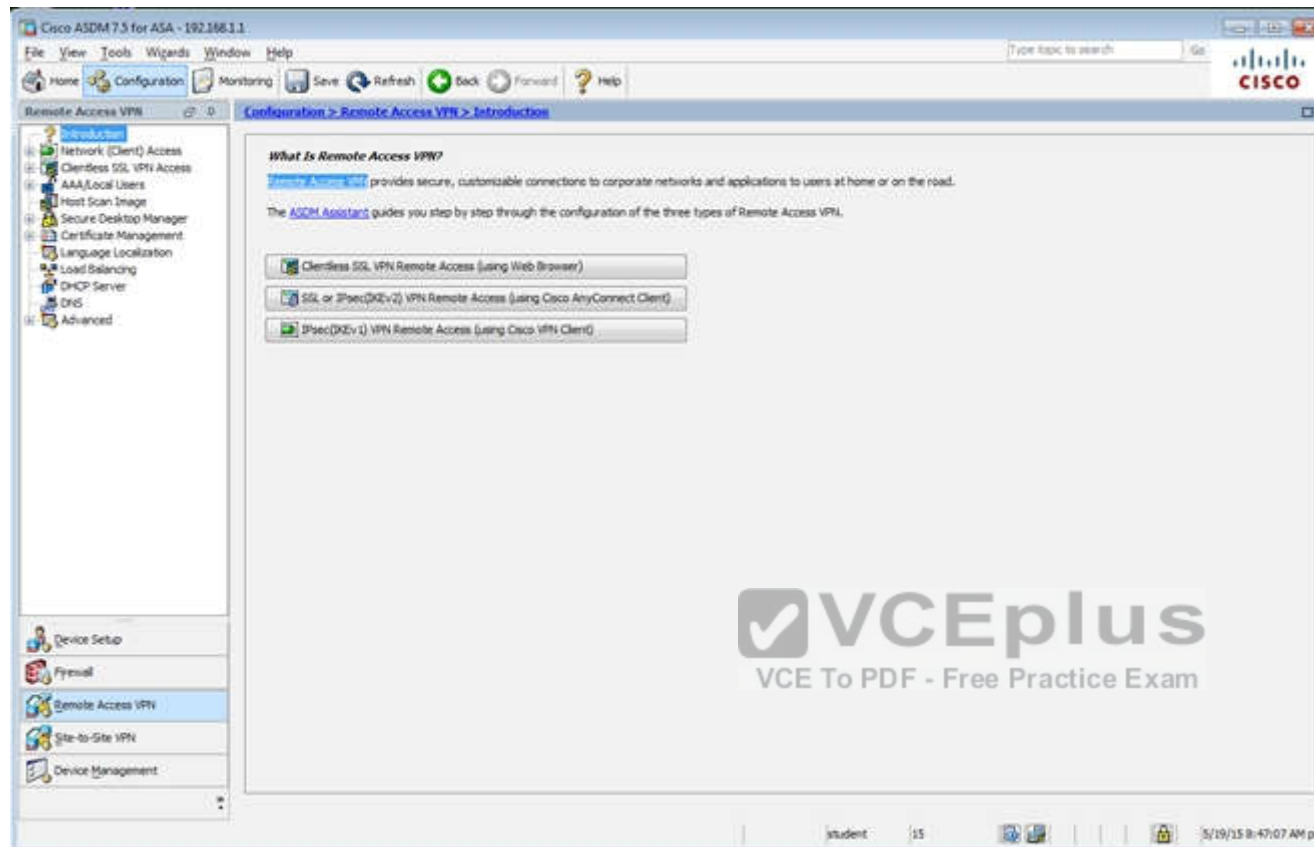 Cisco ASDM 7.5 for ASA - 192.168.1.1
File View Tools Wizards Window Help
Type topic to search Go
Home Configuration Monitoring Save Refresh Back Forward Help
CISCO
Remote Access VPN
Configuration > Remote Access VPN > Introduction
Introduction
Network (Client) Access
Clientless SSL VPN Access
AAA/Local Users
Host Scan Image
Secure Desktop Manager
Certificate Management
Language Localization
Load Balancing
DHCP Server
DNS
Advanced
What Is Remote Access VPN?
Remote Access VPN provides secure, customizable connections to corporate networks and applications to users at home or on the road.
The ASDM Assistant guides you step by step through the configuration of the three types of Remote Access VPN.
Clientless SSL VPN Remote Access (using Web Browser)
SSL or IPsec(IKEv2) VPN Remote Access (using Cisco AnyConnect Client)
IPsec(IKEv1) VPN Remote Access (using Cisco VPN Client)
Device Setup
Firewall
Remote Access VPN
Site-to-Site VPN
Device Management
VCEplus
VCE To PDF - Free Practice Exam
student 15 5/19/15 8:47:07 AM p